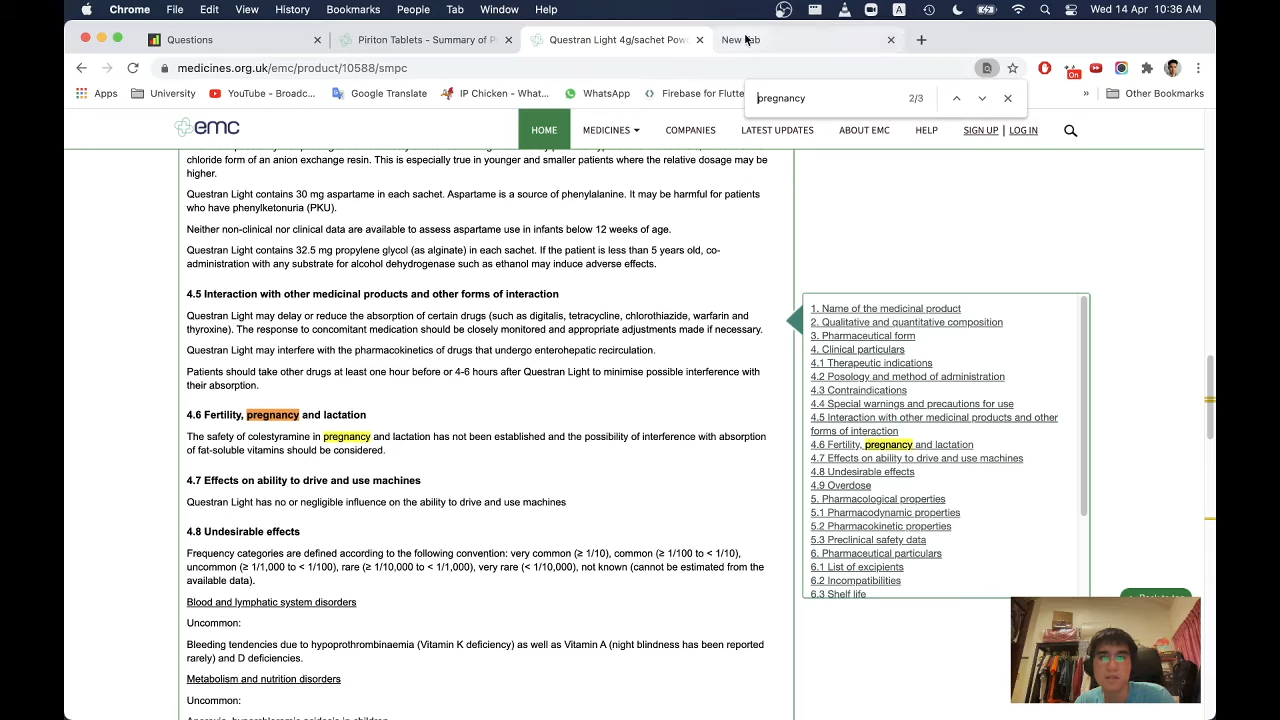 Chrome File Edit View History Bookmarks People Tab Window Help A Wed 14 Apr 10:36 AM
Questions Piriton Tablets - Summary of P Questran Light 4g/sachet Pow New Tab
medicines.org.uk/emc/product/10588/smpc On
Apps University YouTube - Broadc... Google Translate IP Chicken - What... WhatsApp Firebase for Flutte » Other Bookmarks
pregnancy 2/3
emc HOME MEDICINES COMPANIES LATEST UPDATES ABOUT EMC HELP SIGN UP | LOG IN
chloride form of an anion exchange resin. This is especially true in younger and smaller patients where the relative dosage may be
higher.
Questran Light contains 30 mg aspartame in each sachet. Aspartame is a source of phenylalanine. It may be harmful for patients
who have phenylketonuria (PKU).
Neither non-clinical nor clinical data are available to assess aspartame use in infants below 12 weeks of age.
Questran Light contains 32.5 mg propylene glycol (as alginate) in each sachet. If the patient is less than 5 years old, co-
administration with any substrate for alcohol dehydrogenase such as ethanol may induce adverse effects.
4.5 Interaction with other medicinal products and other forms of interaction
Questran Light may delay or reduce the absorption of certain drugs (such as digitalis, tetracycline, chlorothiazide, warfarin and
thyroxine). The response to concomitant medication should be closely monitored and appropriate adjustments made if necessary.
Questran Light may interfere with the pharmacokinetics of drugs that undergo enterohepatic recirculation.
Patients should take other drugs at least one hour before or 4-6 hours after Questran Light to minimise possible interference with
their absorption.
4.6 Fertility, pregnancy and lactation
The safety of colestyramine in pregnancy and lactation has not been established and the possibility of interference with absorption
of fat-soluble vitamins should be considered.
4.7 Effects on ability to drive and use machines
Questran Light has no or negligible influence on the ability to drive and use machines
4.8 Undesirable effects
Frequency categories are defined according to the following convention: very common (≥ 1/10), common (≥ 1/100 to < 1/10),
uncommon (≥ 1/1,000 to < 1/100), rare (≥ 1/10,000 to < 1/1,000), very rare (< 1/10,000), not known (cannot be estimated from the
available data).
Blood and lymphatic system disorders
Uncommon:
Bleeding tendencies due to hypoprothrombinaemia (Vitamin K deficiency) as well as Vitamin A (night blindness has been reported
rarely) and D deficiencies.
Metabolism and nutrition disorders
Uncommon:
1. Name of the medicinal product
2. Qualitative and quantitative composition
3. Pharmaceutical form
4. Clinical particulars
4.1 Therapeutic indications
4.2 Posology and method of administration
4.3 Contraindications
4.4 Special warnings and precautions for use
4.5 Interaction with other medicinal products and other
forms of interaction
4.6 Fertility, pregnancy and lactation
4.7 Effects on ability to drive and use machines
4.8 Undesirable effects
4.9 Overdose
5. Pharmacological properties
5.1 Pharmacodynamic properties
5.2 Pharmacokinetic properties
5.3 Preclinical safety data
6. Pharmaceutical particulars
6.1 List of excipients
6.2 Incompatibilities
6.3 Shelf life